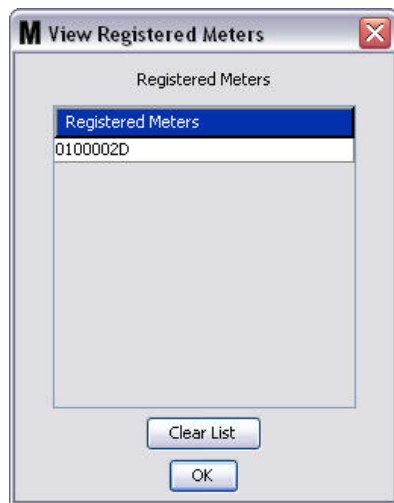 M View Registered Meters
Registered Meters
Registered Meters
0100002D
Clear List
OK